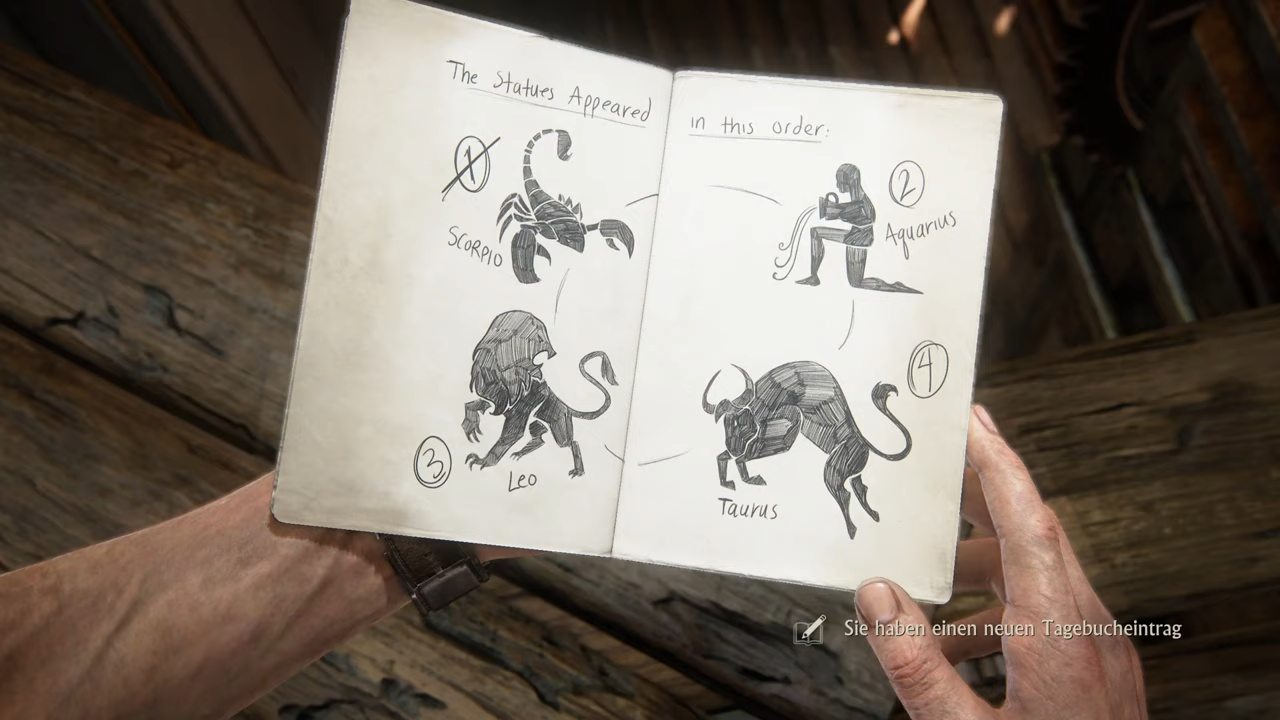 The Statues Appeared
in this order:
1
SCORPIO
2
Aquarius
3
Leo
4
Taurus
Sie haben einen neuen Tagebucheintrag